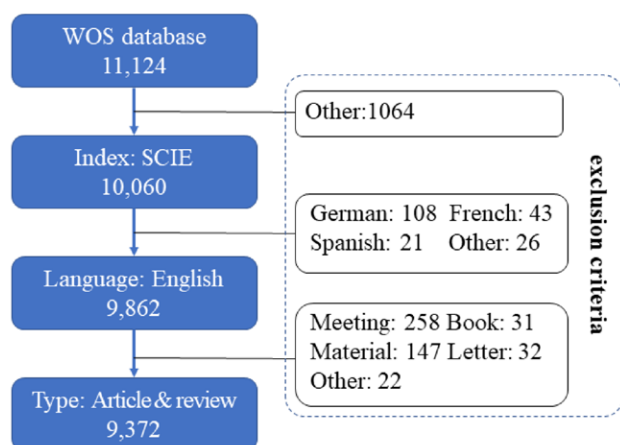 WOS database
11,124
Other:1064
Index: SCIE
10,060
German: 108 French: 43
Spanish: 21 Other: 26
Language: English
9,862
Meeting: 258 Book: 31
Material: 147 Letter: 32
Other: 22
Type: Article & review
9,372
exclusion criteria